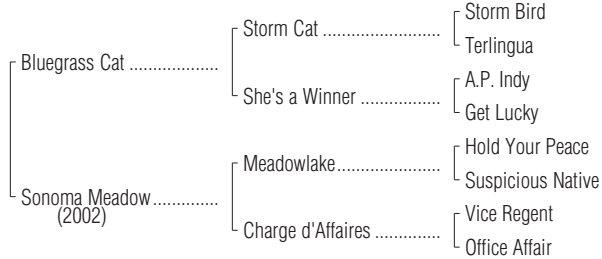 Storm Bird
Storm Cat ........................
Terlingua
Bluegrass Cat ..................
A.P. Indy
She's a Winner ................
Get Lucky
Hold Your Peace
Meadowlake.....................
Suspicious Native
Sonoma Meadow.............
(2002)
Vice Regent
Charge d'Affaires .............
Office Affair